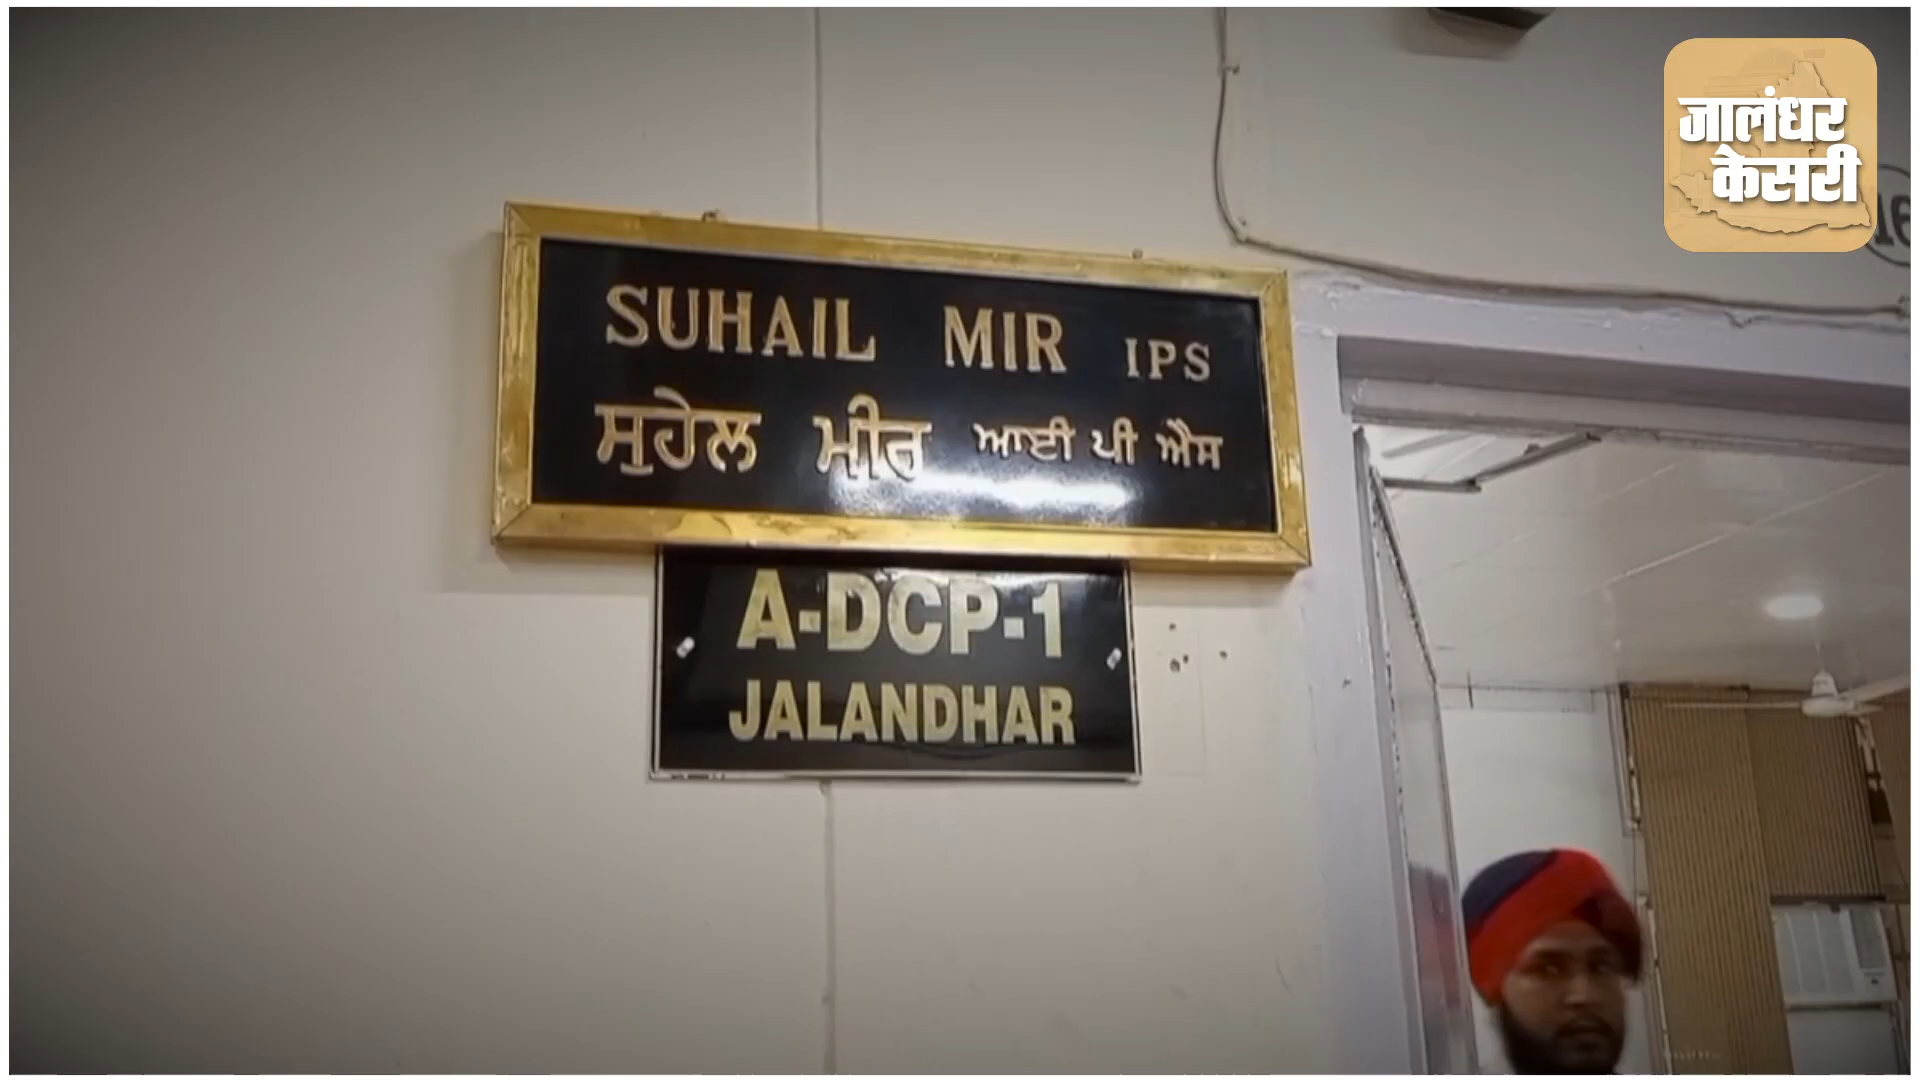 जालंधर
केसरी
SUHAIL MIR IPS
ਸੁਹੇਲ ਮੀਰ ਆਈ ਪੀ ਐਸ
A-DCP-1
JALANDHAR